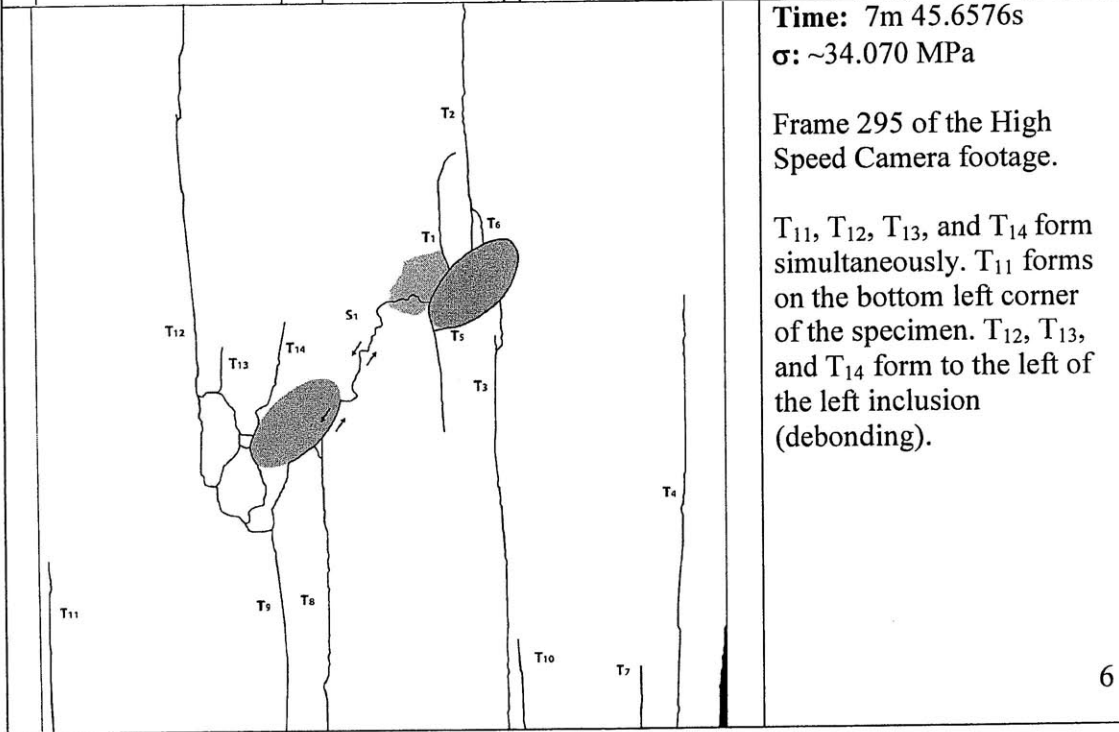 Time: 7m 45.6576s
σ: ~34.070 MPa
Frame 295 of the High
Speed Camera footage.
T11, T12, T13, and T14 form
simultaneously. T11 forms
on the bottom left corner
of the specimen. T12, T13,
and T14 form to the left of
the left inclusion
(debonding).
6
T2
T6
T1
S1
T12
T14
T5
T13
T3
T4
T11
T9
T8
T10
T7